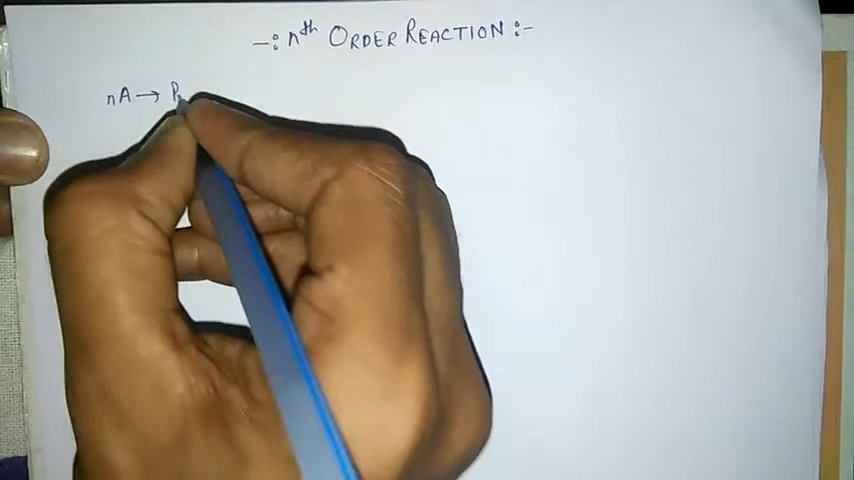 -: nth ORDER REACTION :-
nA → P